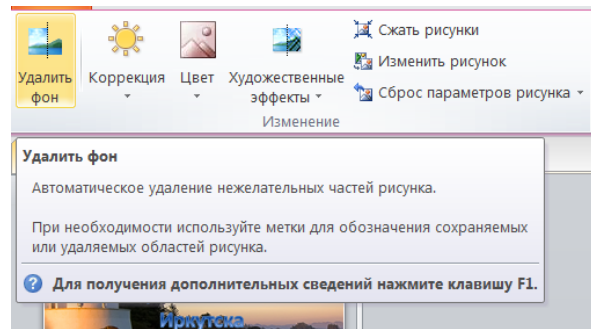 Удалить фон
Коррекция
Цвет
Художественные эффекты
Сжать рисунки
Изменить рисунок
Сброс параметров рисунка
Изменение
Удалить фон
Автоматическое удаление нежелательных частей рисунка.
При необходимости используйте метки для обозначения сохраняемых
или удаляемых областей рисунка.
Для получения дополнительных сведений нажмите клавишу F1.
Иркутска